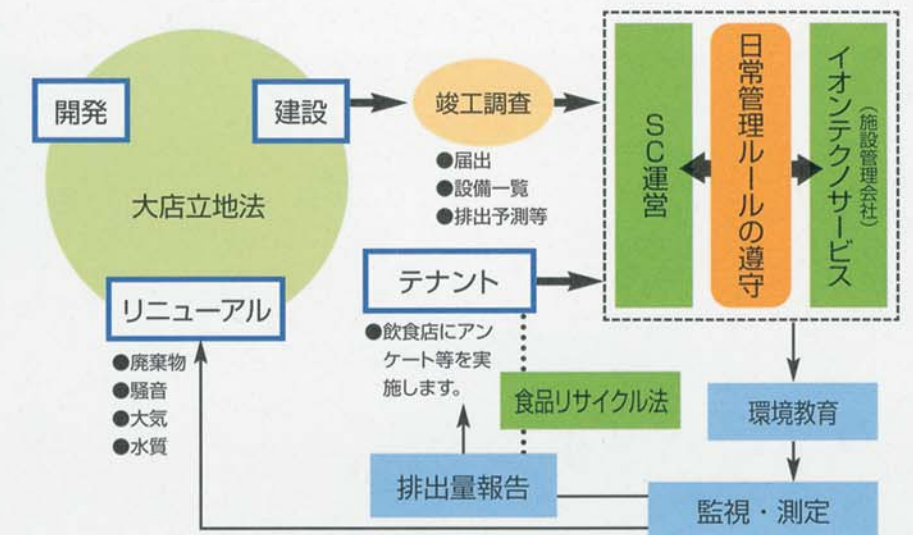 開発
建設
大店立地法
リニューアル
●廃棄物
●騒音
●大気
●水質
竣工調査
●届出
●設備一覧
●排出予測等
テナント
●飲食店にアン
ケート等を実
施します。
食品リサイクル法
排出量報告
SC運営
日常管理ルールの遵守
イオンテクノサービス
(施設管理会社)
環境教育
監視・測定